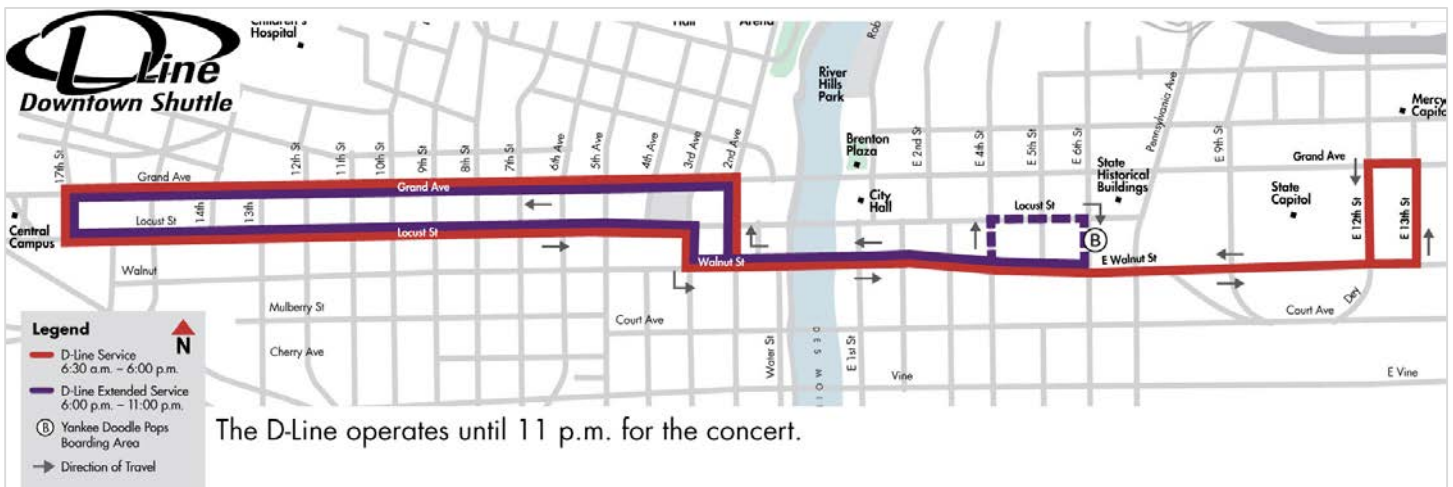 D Line
Downtown Shuttle
Children's
Hospital
Hall
Arena
River
Hills
Park
Brenton
Plaza
City
Hall
State
Historical
Buildings
State
Capitol
Mercy
Central
Campus
17th St
14th
13th
12th St
11th St
10th St
9th St
8th St
7th St
6th Ave
5th Ave
4th Ave
3rd Ave
2nd Ave
E 2nd St
E 4th St
E 5th St
E 6th St
Pennsylvania Ave
E 9th St
Grand Ave
E 12th St
E 13th St
Grand Ave
Grand Ave
Locust St
Locust St
Locust St
B
Walnut
Walnut St
E Walnut St
Mulberry St
Cherry Ave
Court Ave
Court Ave
Water St
DES MOI
E 1st St
Vine
E Vine
Dey
Legend
N
D-Line Service
6:30 a.m. – 6:00 p.m.
D-Line Extended Service
6:00 p.m. – 11:00 p.m.
B Yankee Doodle Pops
Boarding Area
Direction of Travel
The D-Line operates until 11 p.m. for the concert.